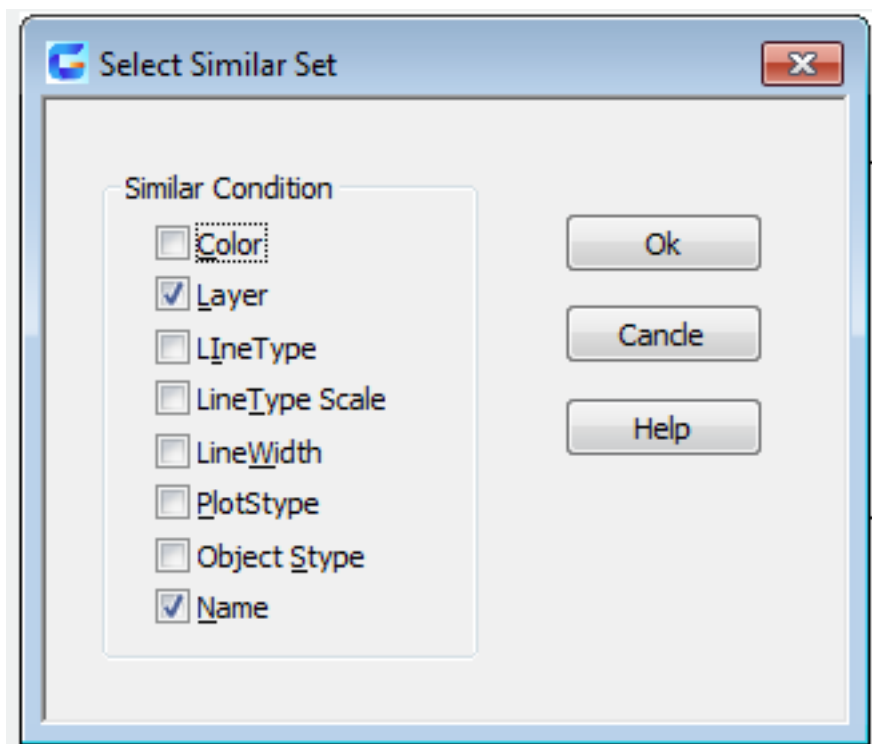 Select Similar Set
Similar Condition
Color
Layer
LIneType
LineType Scale
LineWidth
PlotStype
Object Stype
Name
Ok
Cancle
Help